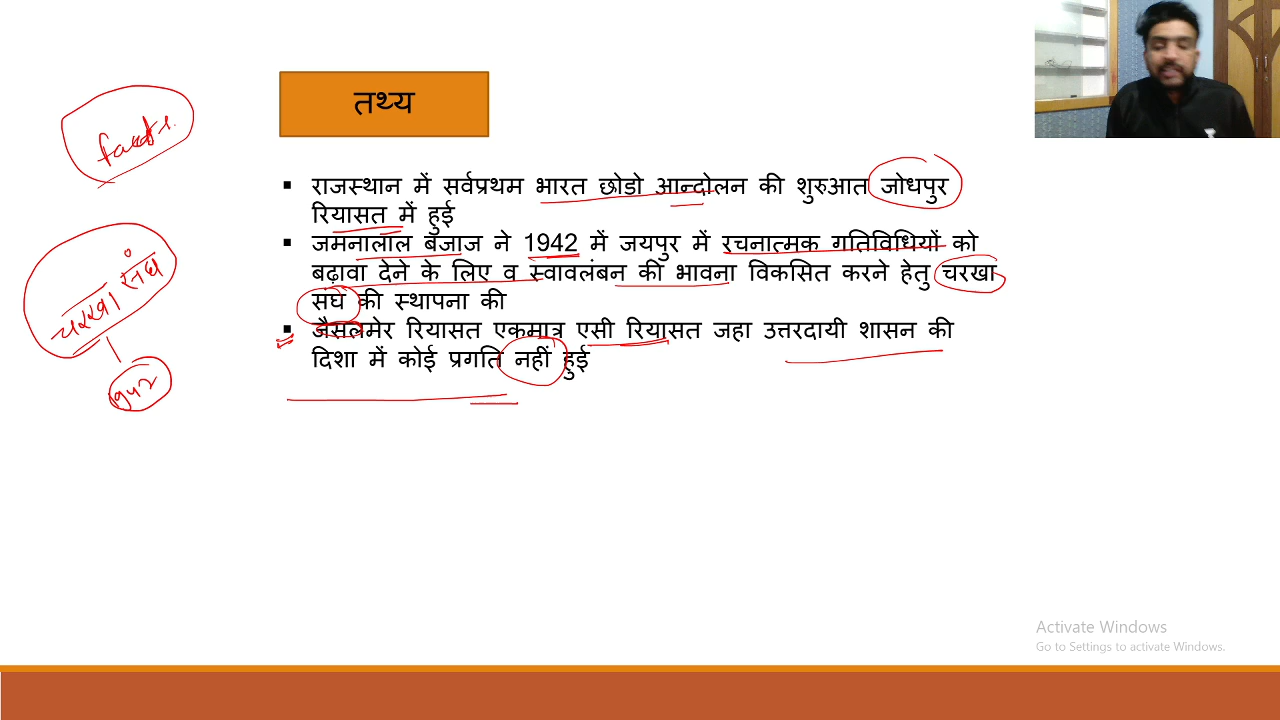 तथ्य
facts.
▪ राजस्थान में सर्वप्रथम भारत छोडो आन्दोलन की शुरुआत जोधपुर
रियासत में हुई
▪ जमनालाल बजाज ने 1942 में जयपुर में रचनात्मक गतिविधियों को
बढ़ावा देने के लिए व स्वावलंबन की भावना विकसित करने हेतु चरखा
संघ की स्थापना की
▪ जैसलमेर रियासत एकमात्र एसी रियासत जहा उत्तरदायी शासन की
दिशा में कोई प्रगति नहीं हुई
चरखा संघ
1942
Activate Windows
Go to Settings to activate Windows.